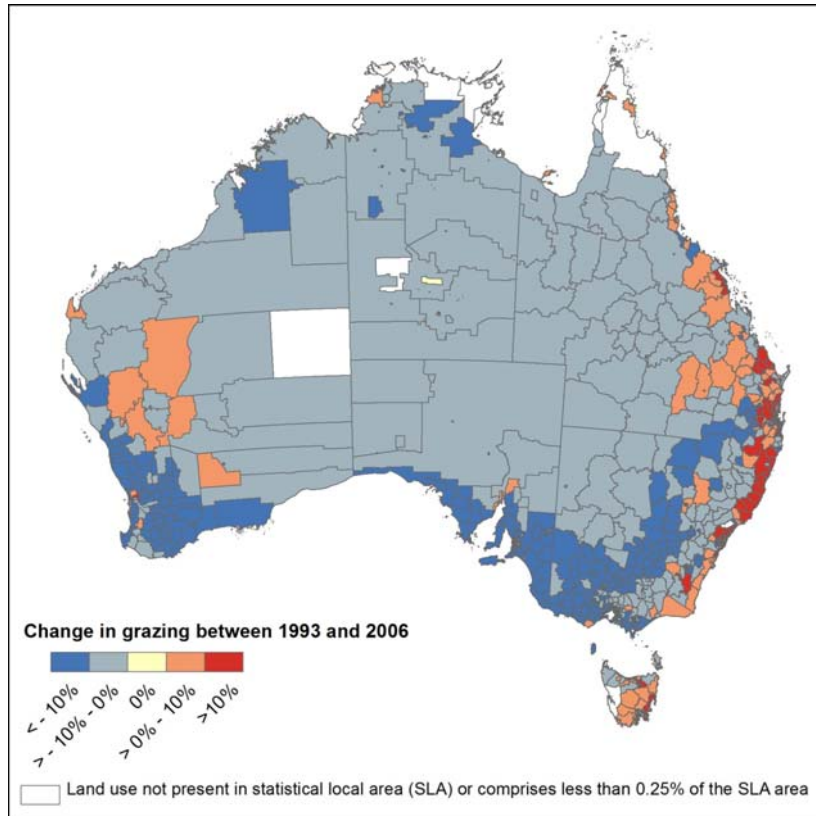 Change in grazing between 1993 and 2006
< - 10%
> - 10% - 0%
0%
> 0% - 10%
>10%
Land use not present in statistical local area (SLA) or comprises less than 0.25% of the SLA area